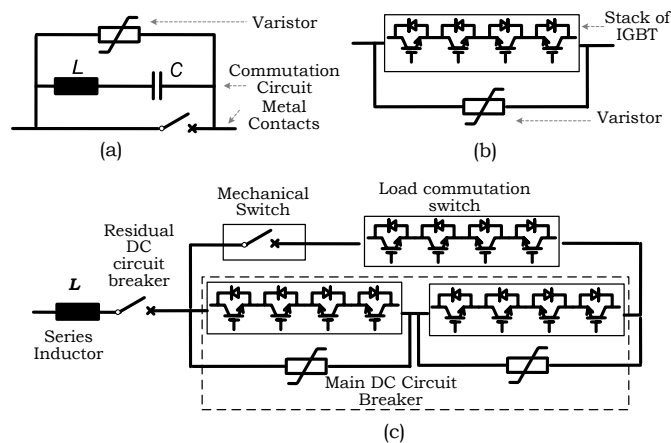 Varistor
L
C
Commutation
Circuit
Metal
Contacts
(a)
Stack of
IGBT
Varistor
(b)
Mechanical
Switch
Load commutation
switch
Residual
DC
circuit
breaker
L
Series
Inductor
Main DC Circuit
Breaker
(c)